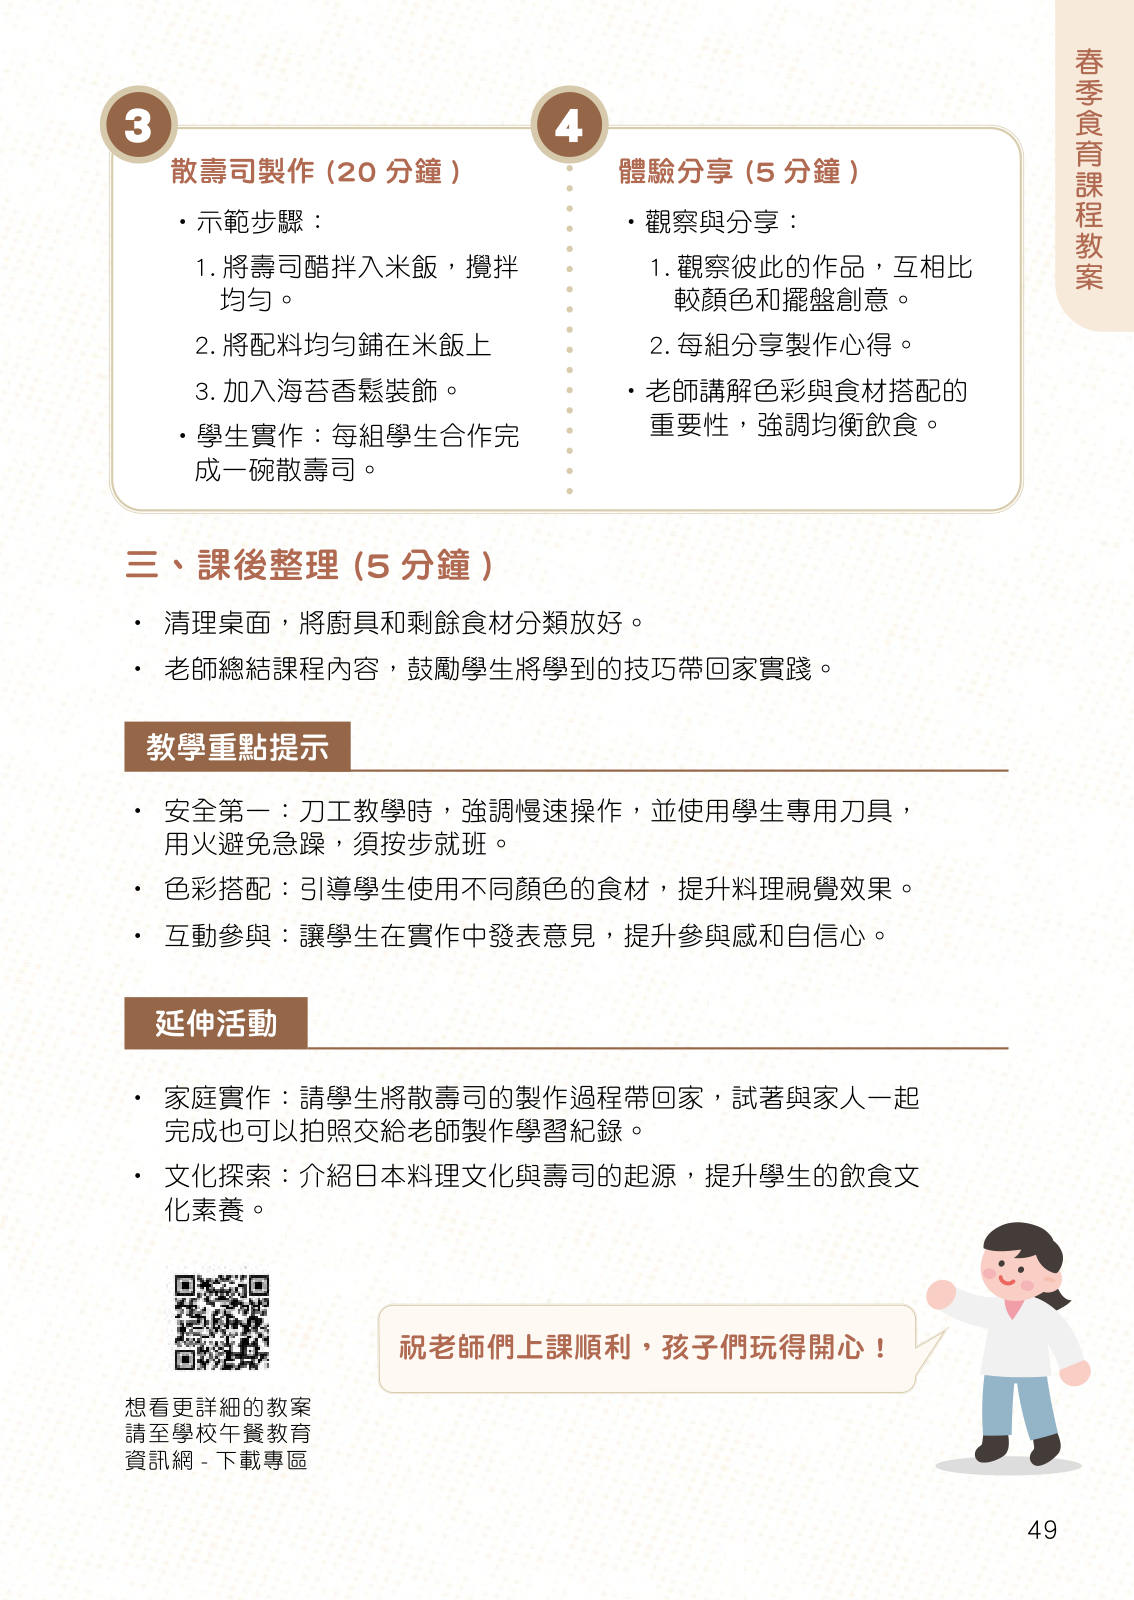 春季食育課程教案
3
散壽司製作 (20 分鐘 )
・示範步驟：
1. 將壽司醋拌入米飯，攪拌
均勻。
2. 將配料均勻鋪在米飯上
3. 加入海苔香鬆裝飾。
・學生實作：每組學生合作完
成一碗散壽司。
4
體驗分享 (5 分鐘 )
・觀察與分享：
1. 觀察彼此的作品，互相比
較顏色和擺盤創意。
2. 每組分享製作心得。
・老師講解色彩與食材搭配的
重要性，強調均衡飲食。
三、課後整理 (5 分鐘 )
・ 清理桌面，將廚具和剩餘食材分類放好。
・ 老師總結課程內容，鼓勵學生將學到的技巧帶回家實踐。
教學重點提示
・ 安全第一：刀工教學時，強調慢速操作，並使用學生專用刀具，
用火避免急躁，須按步就班。
・ 色彩搭配：引導學生使用不同顏色的食材，提升料理視覺效果。
・ 互動參與：讓學生在實作中發表意見，提升參與感和自信心。
延伸活動
・ 家庭實作：請學生將散壽司的製作過程帶回家，試著與家人一起
完成也可以拍照交給老師製作學習紀錄。
・ 文化探索：介紹日本料理文化與壽司的起源，提升學生的飲食文
化素養。
祝老師們上課順利，孩子們玩得開心！
想看更詳細的教案
請至學校午餐教育
資訊網 - 下載專區
49